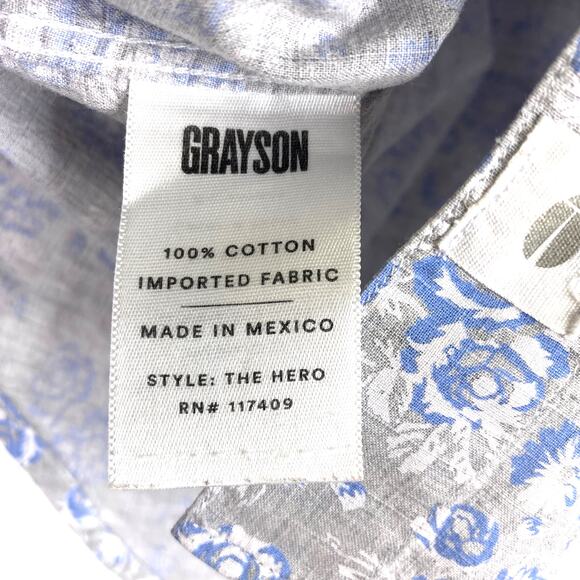 GRAYSON
100% COTTON
IMPORTED FABRIC
MADE IN MEXICO
STYLE: THE HERO
RN# 117409